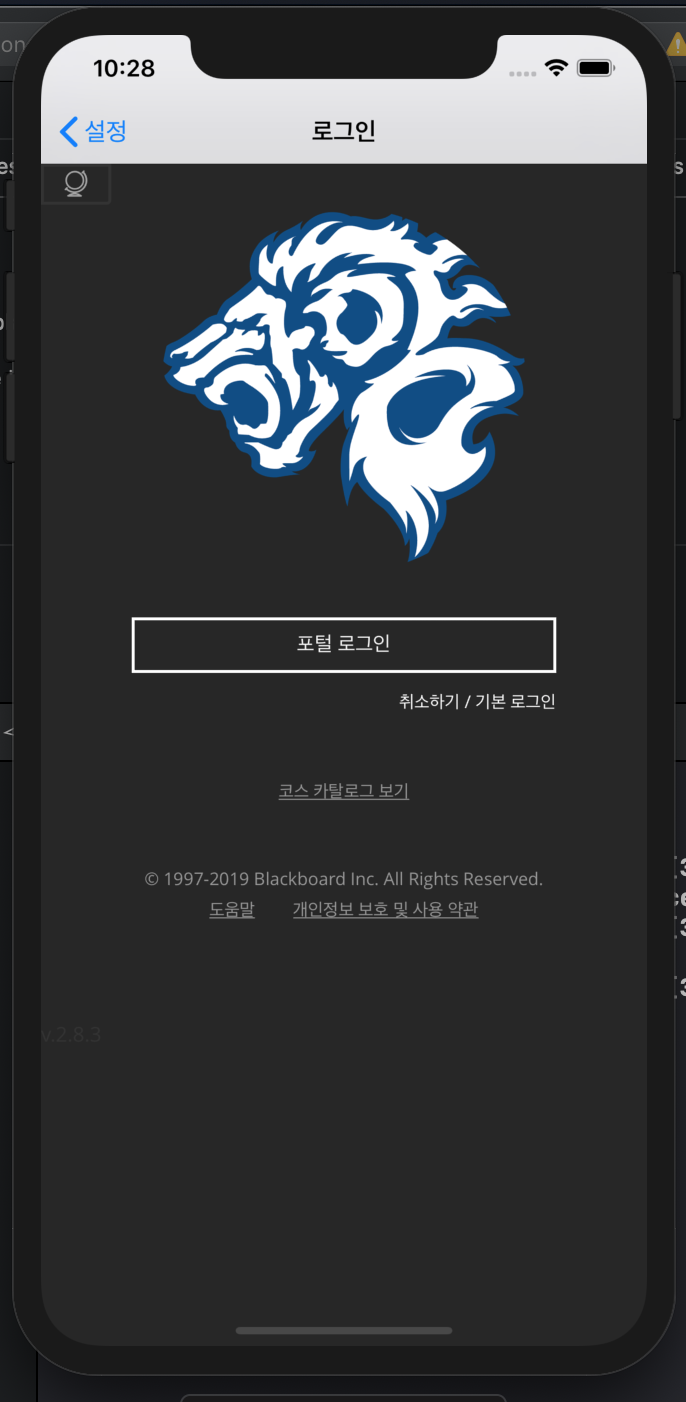 on
10:28
설정
로그인
포털 로그인
취소하기 / 기본 로그인
코스 카탈로그 보기
© 1997-2019 Blackboard Inc. All Rights Reserved.
도움말 개인정보 보호 및 사용 약관
v.2.8.3